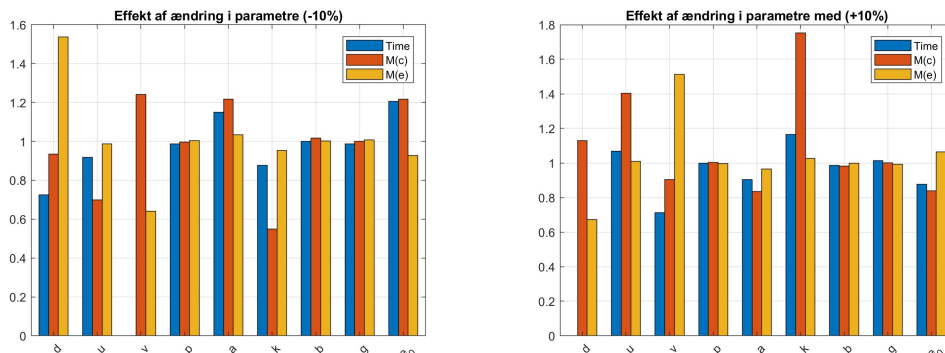 Effekt af ændring i parametre (-10%)
1.6
1.4
1.2
1
0.8
0.6
0.4
0.2
0
Time
M(c)
M(e)
d
u
v
p
a
k
b
g
Effekt af ændring i parametre med (+10%)
1.8
1.6
1.4
1.2
1
0.8
0.6
0.4
0.2
0
Time
M(c)
M(e)
d
u
v
p
a
k
b
g